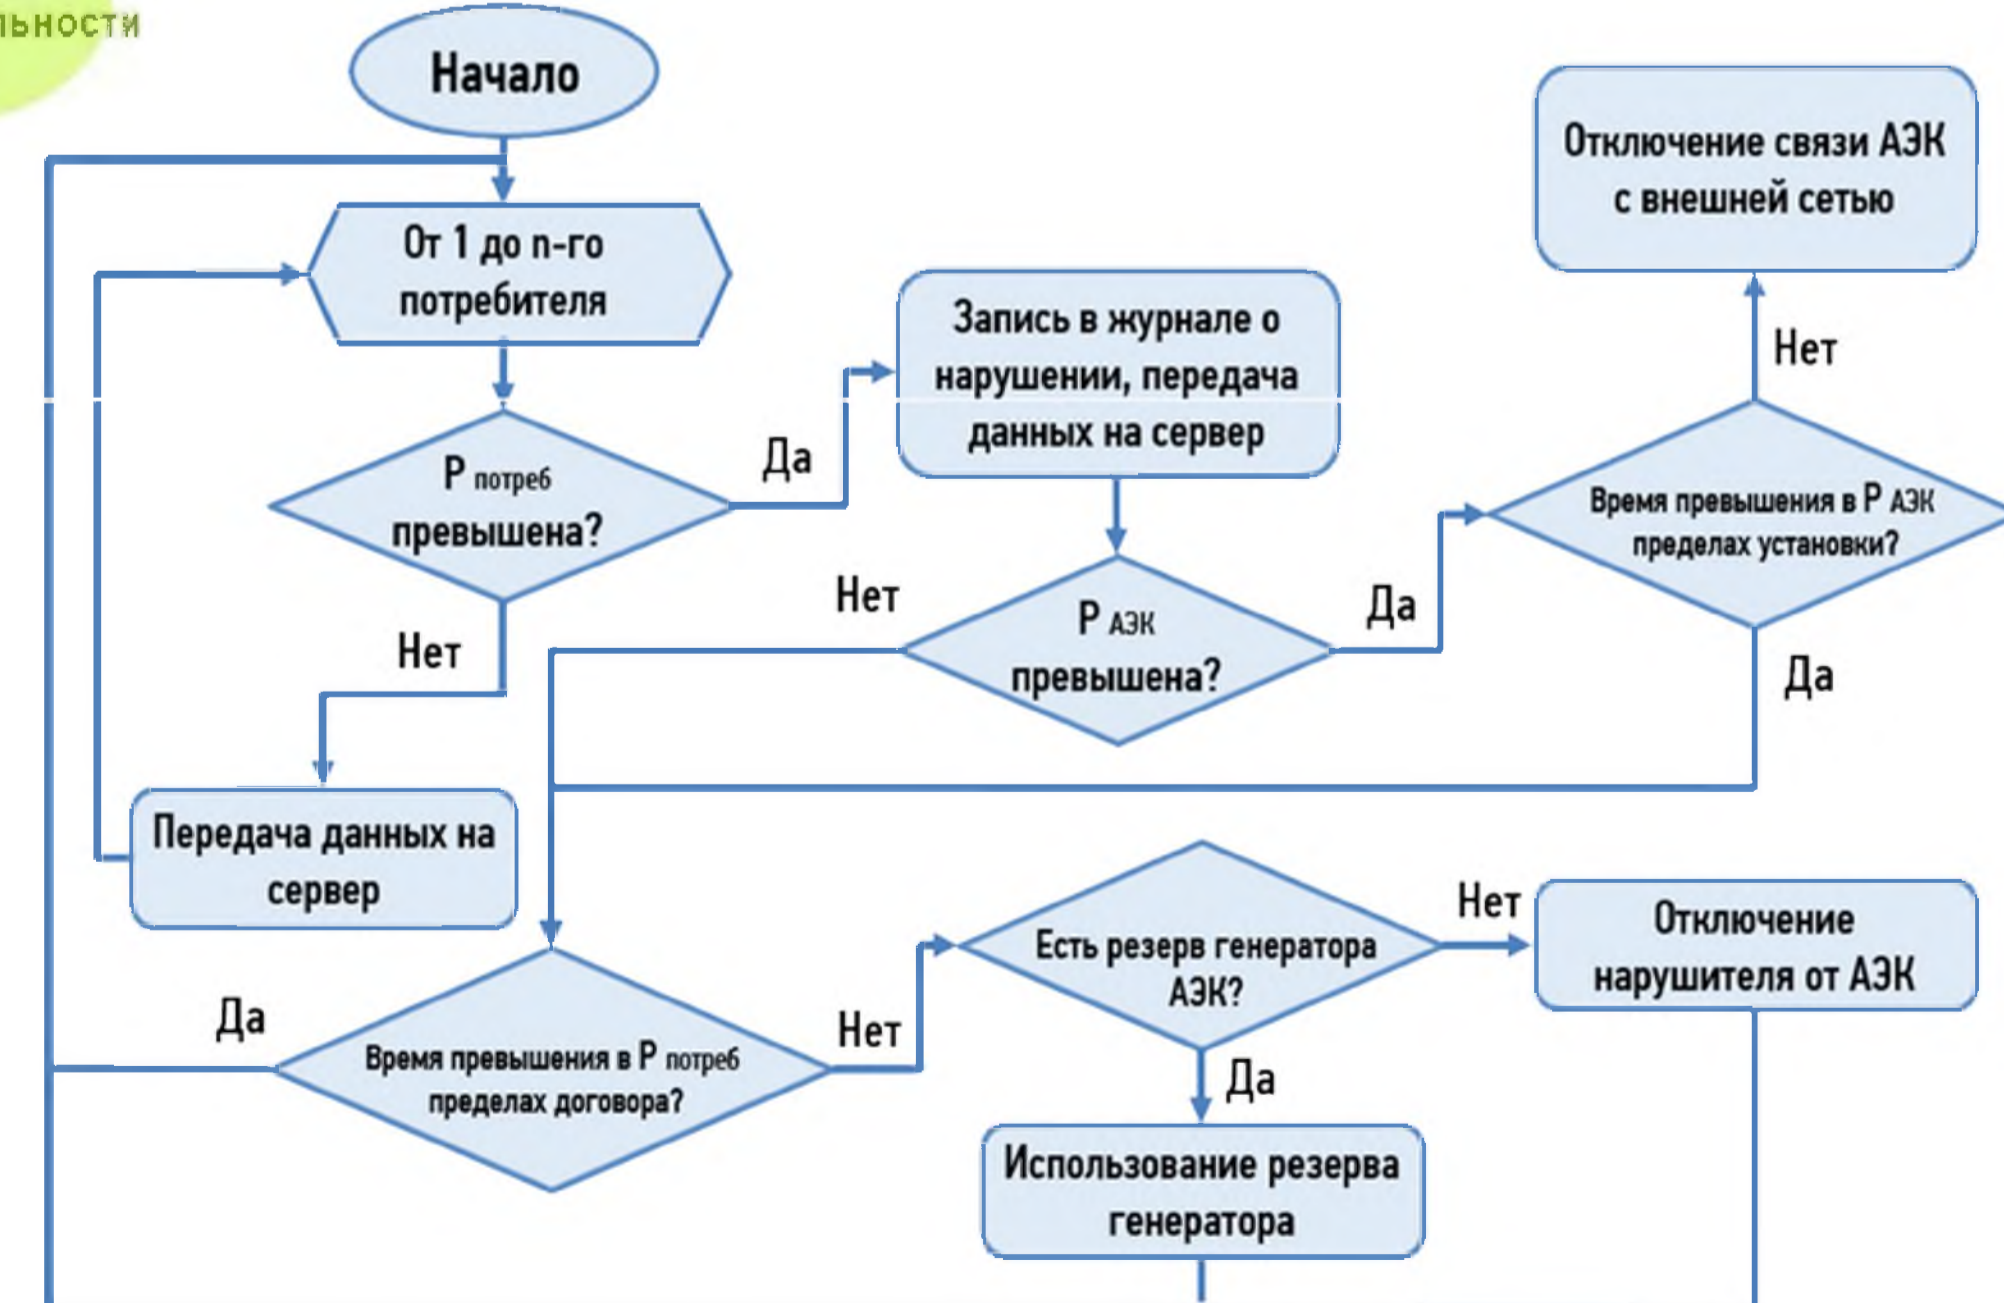 льности
Начало
От 1 до n-го
потребителя
Запись в журнале о
нарушении, передача
данных на сервер
Отключение связи АЭК
с внешней сетью
Нет
P потреб
превышена?
Да
Время превышения в P АЭК
пределах установки?
Нет
P АЭК
превышена?
Да
Нет
Да
Передача данных на
сервер
Есть резерв генератора
АЭК?
Нет
Отключение
нарушителя от АЭК
Да
Время превышения в P потреб
пределах договора?
Нет
Да
Использование резерва
генератора